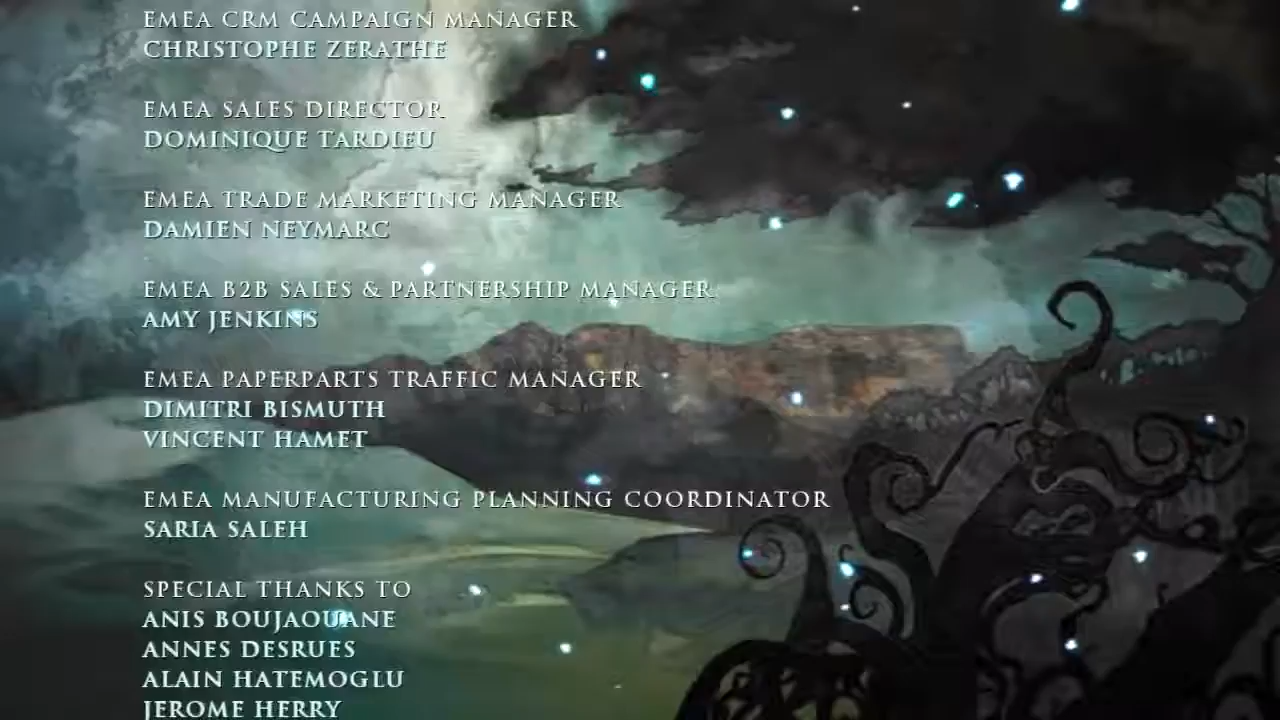 EMEA CRM CAMPAIGN MANAGER
CHRISTOPHE ZERATHE
EMEA SALES DIRECTOR
DOMINIQUE TARDIEU
EMEA TRADE MARKETING MANAGER
DAMIEN NEYMARC
EMEA B2B SALES & PARTNERSHIP MANAGER
AMY JENKINS
EMEA PAPERPARTS TRAFFIC MANAGER
DIMITRI BISMUTH
VINCENT HAMET
EMEA MANUFACTURING PLANNING COORDINATOR
SARIA SALEH
SPECIAL THANKS TO
ANIS BOUJAOUANE
ANNES DESRUES
ALAIN HATEMOGLU
JEROME HERRY